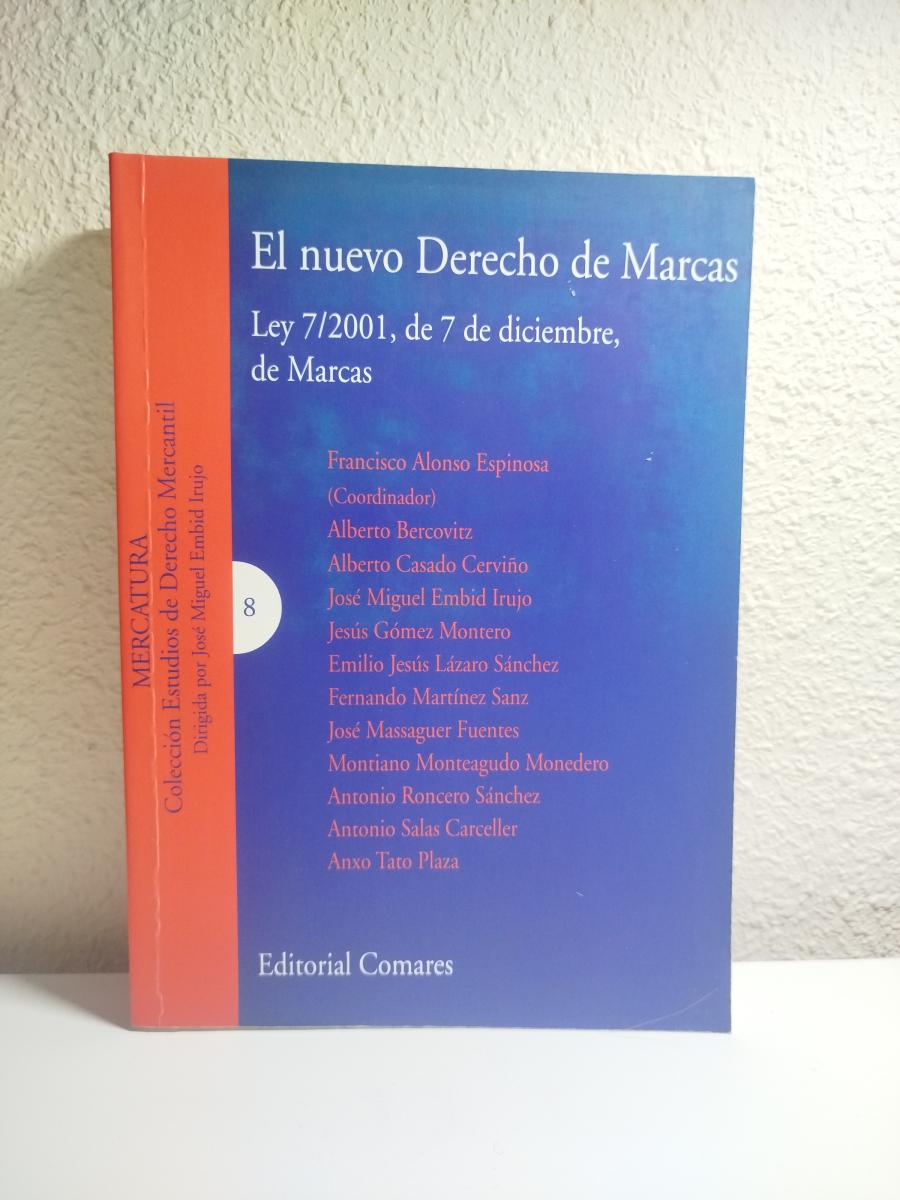 El nuevo Derecho de Marcas
Ley 7/2001, de 7 de diciembre,
de Marcas
Francisco Alonso Espinosa
(Coordinador)
Alberto Bercovitz
Alberto Casado Cerviño
José Miguel Embid Irujo
Jesús Gómez Montero
Emilio Jesús Lázaro Sánchez
Fernando Martínez Sanz
José Massaguer Fuentes
Montiano Monteagudo Monedero
Antonio Roncero Sánchez
Antonio Salas Carceller
Anxo Tato Plaza
Editorial Comares
MERCATURA
Colección Estudios de Derecho Mercantil
Dirigida por José Miguel Embid Irujo
8